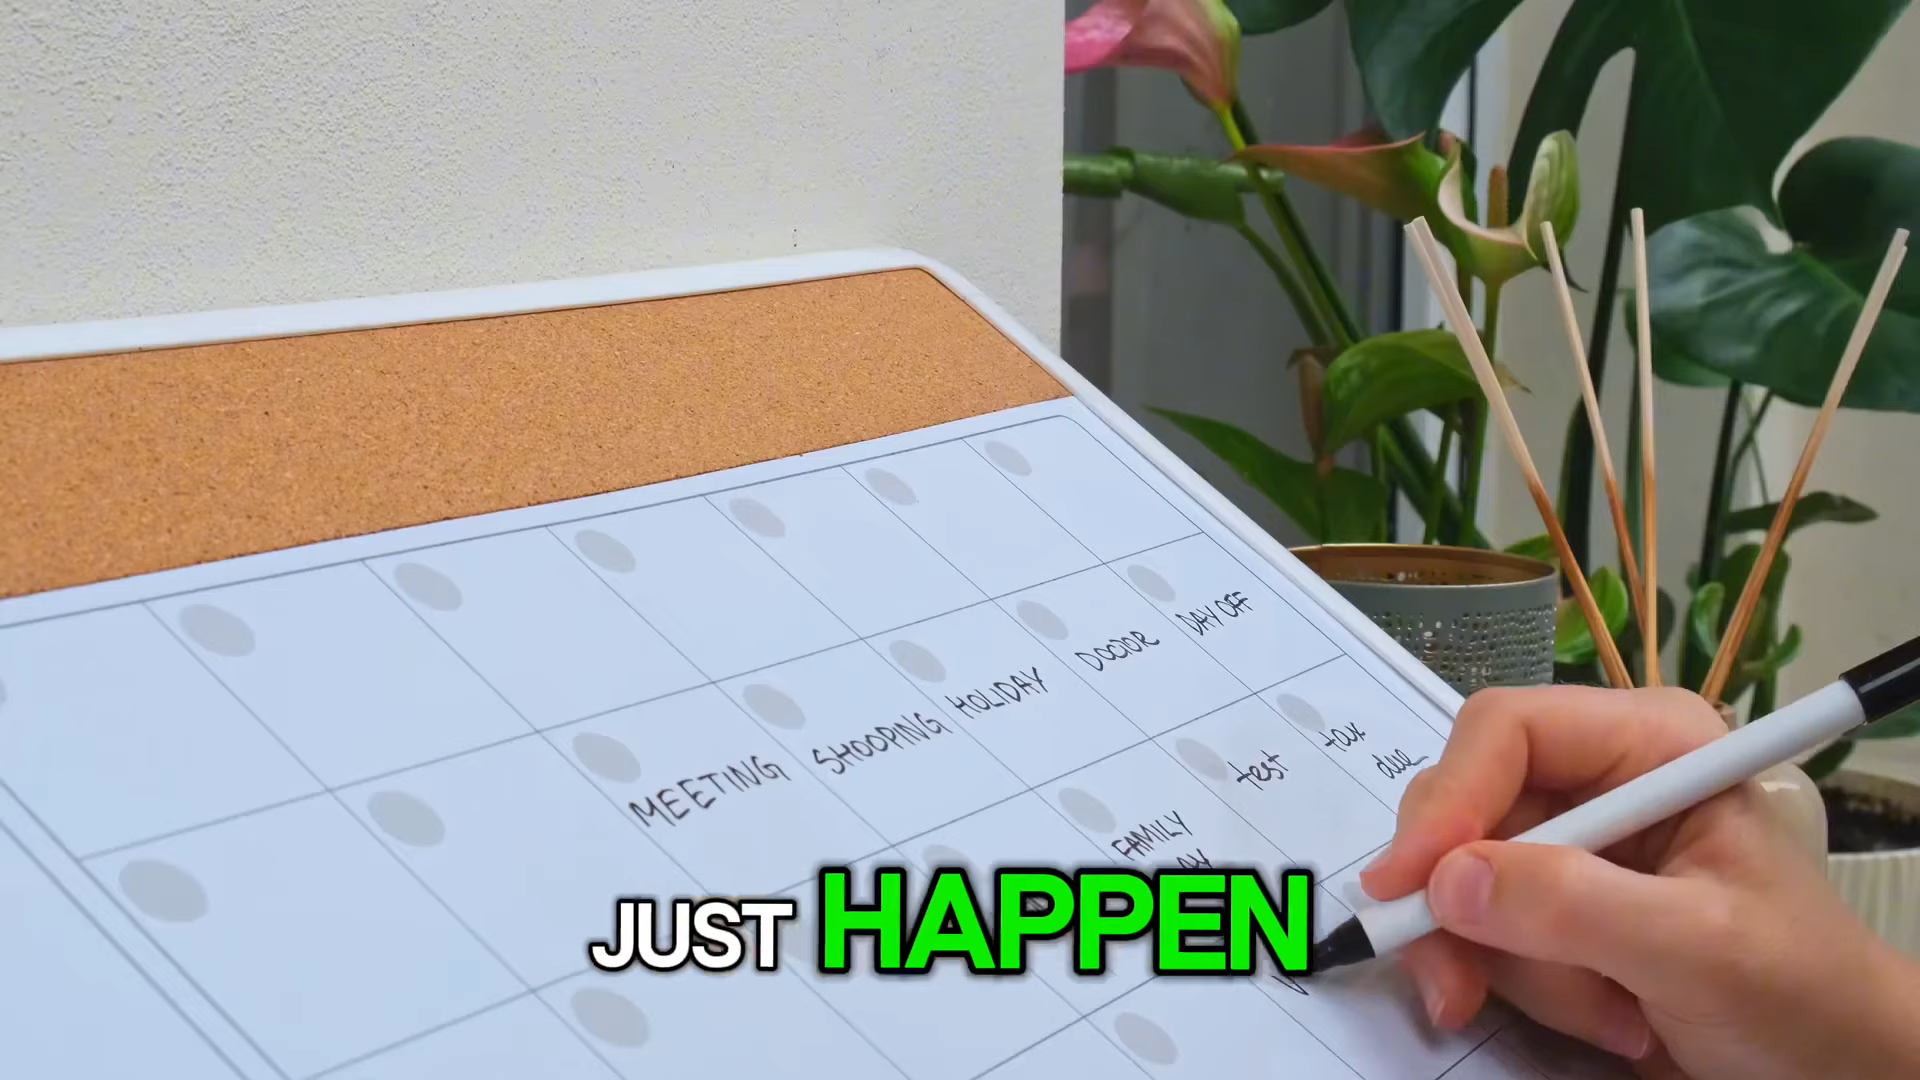 DAY OFF
DOCTOR
HOLIDAY
SHOOPING
MEETING
tax
due
test
FAMILY
JUST HAPPEN